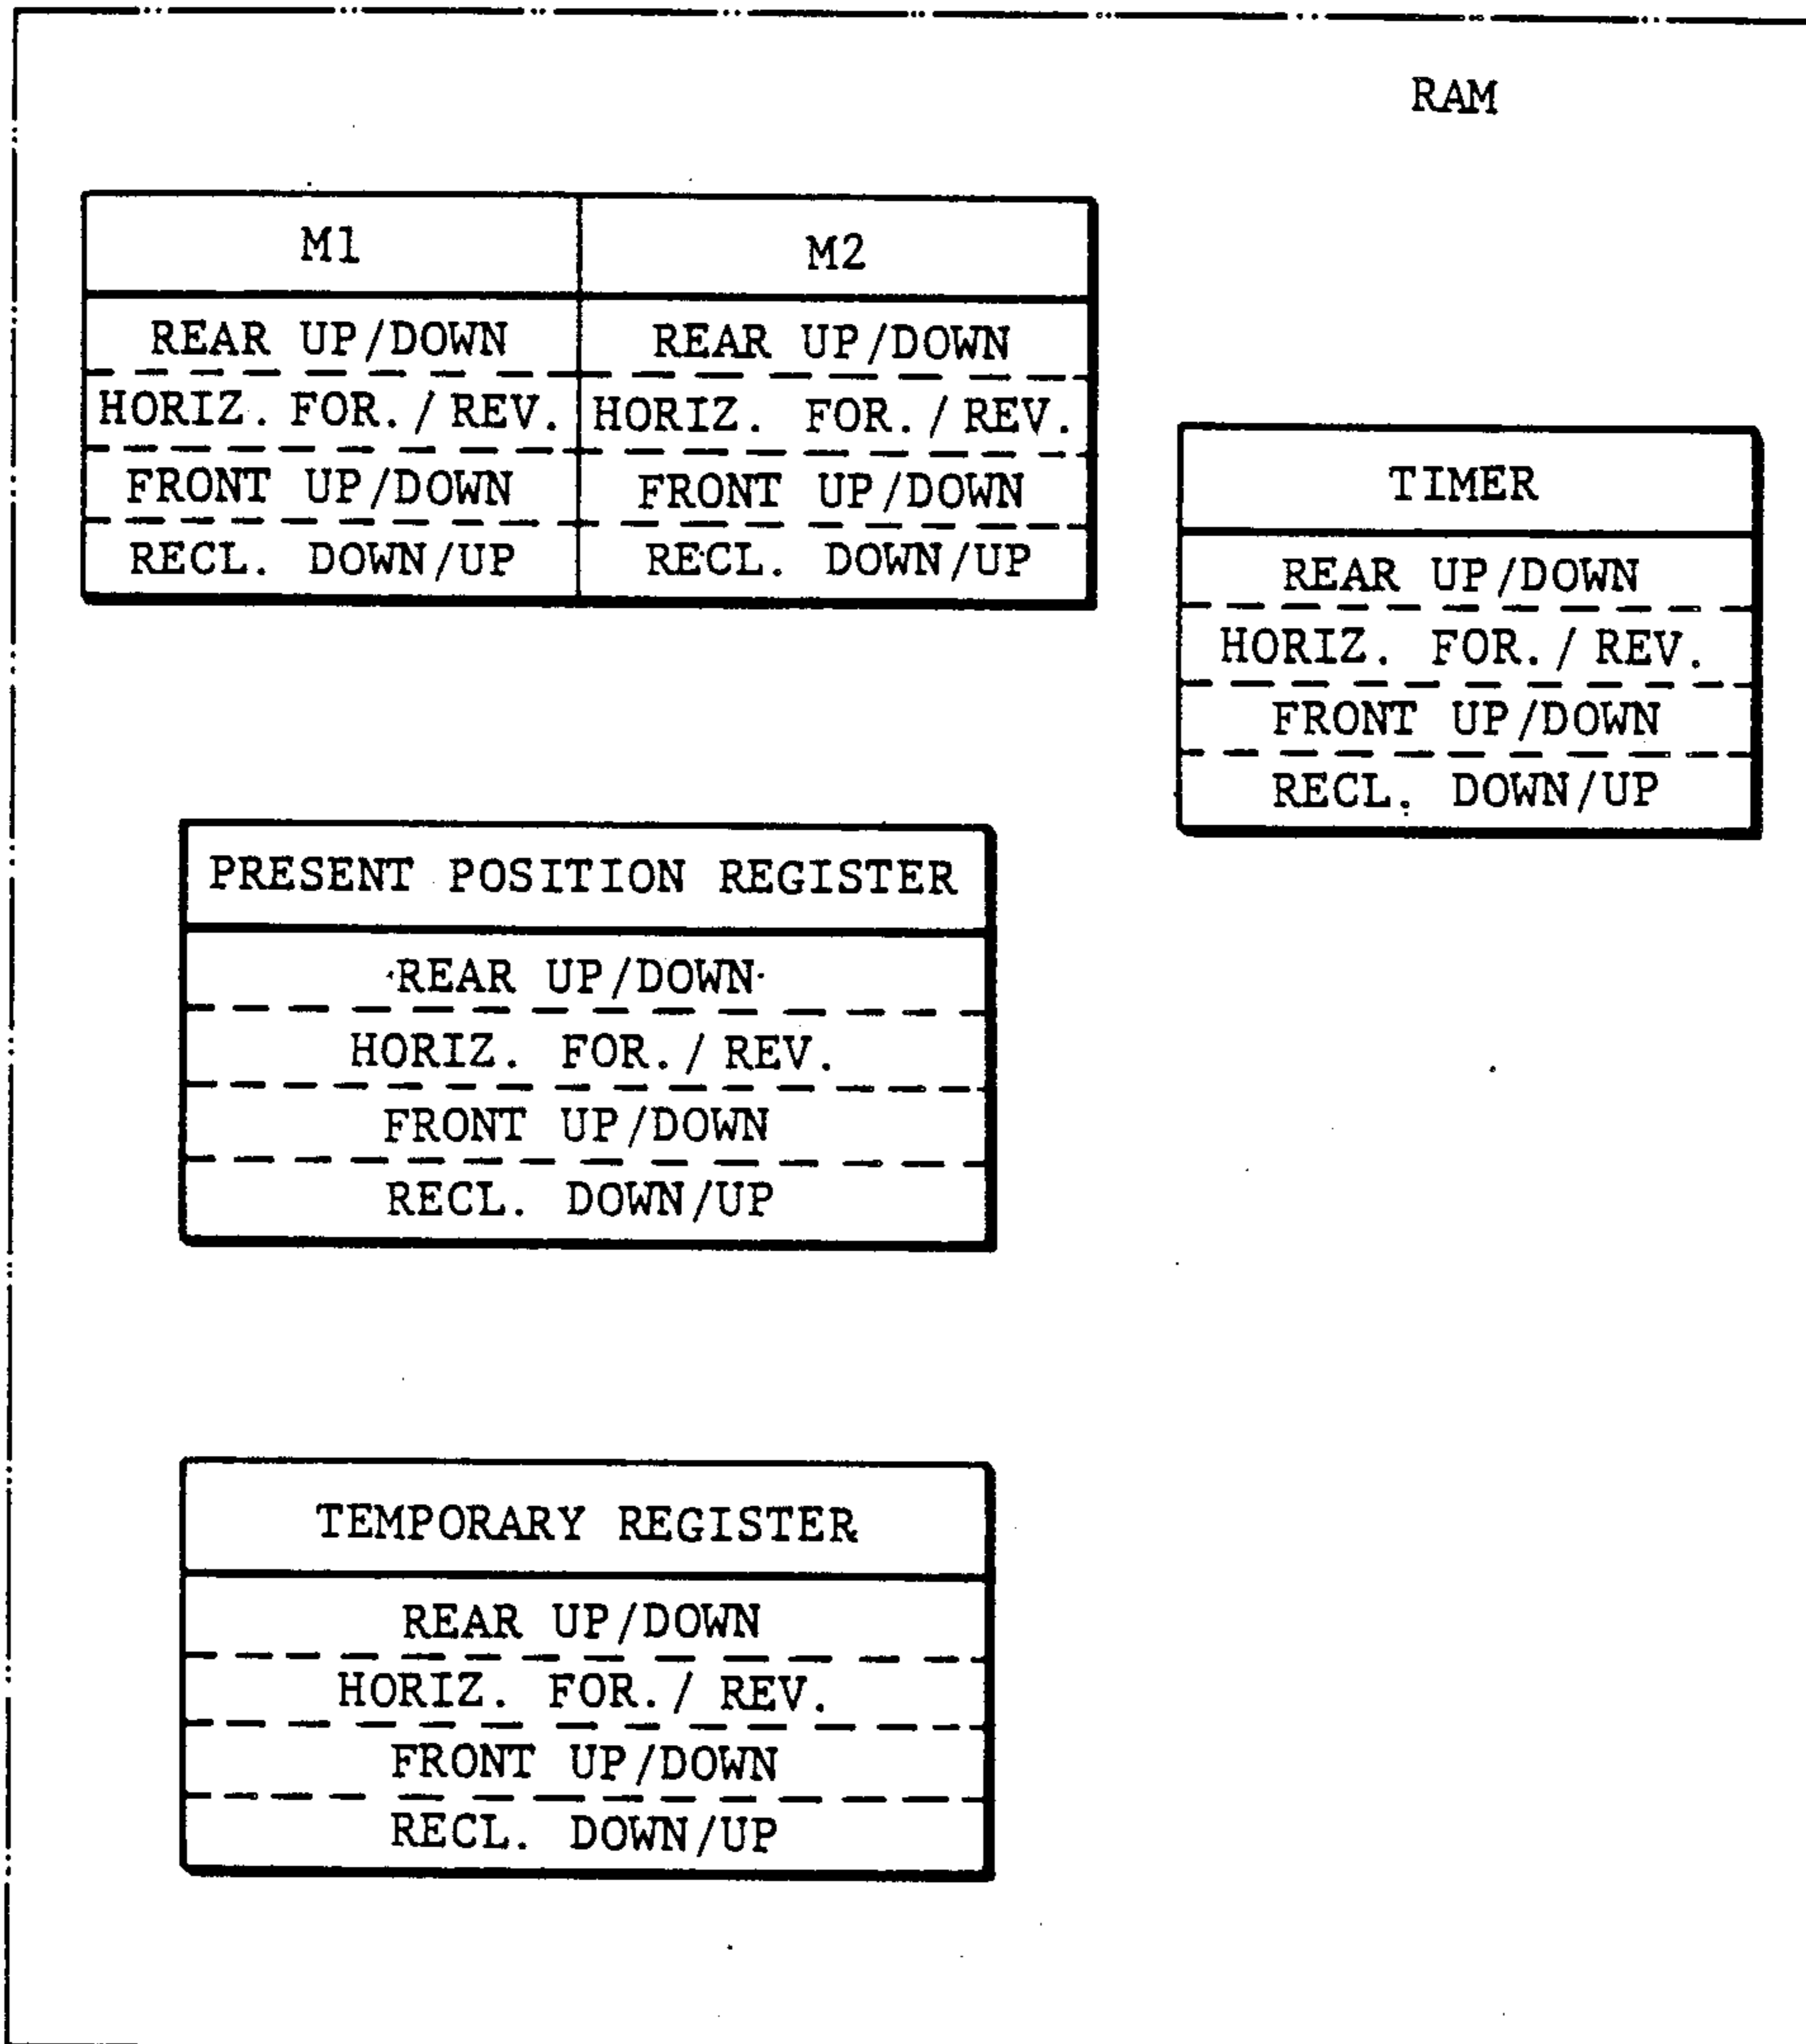 RAM
M1 M2
REAR UP/DOWN REAR UP/DOWN
HORIZ. FOR./REV. HORIZ. FOR./REV.
FRONT UP/DOWN FRONT UP/DOWN
RECL. DOWN/UP RECL. DOWN/UP
TIMER
REAR UP/DOWN
HORIZ. FOR./REV.
FRONT UP/DOWN
RECL. DOWN/UP
PRESENT POSITION REGISTER
REAR UP/DOWN
HORIZ. FOR./REV.
FRONT UP/DOWN
RECL. DOWN/UP
TEMPORARY REGISTER
REAR UP/DOWN
HORIZ. FOR./REV.
FRONT UP/DOWN
RECL. DOWN/UP